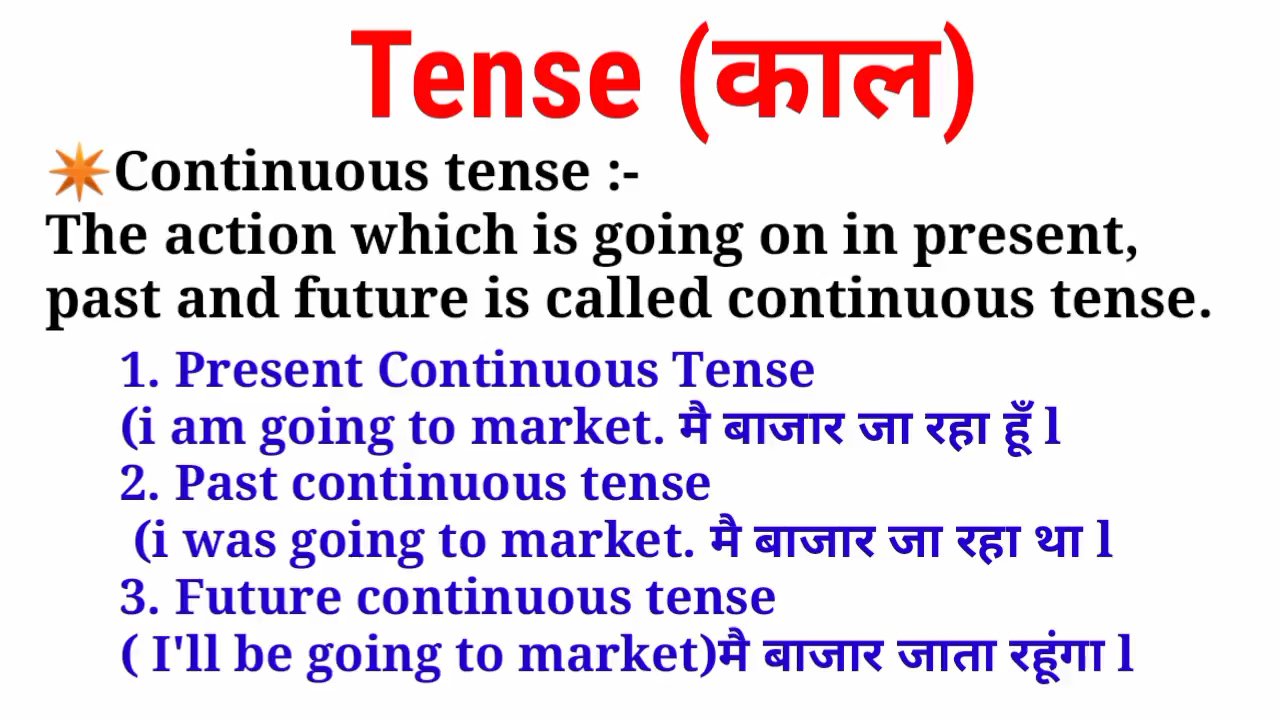 Tense (काल)
Continuous tense :-
The action which is going on in present,
past and future is called continuous tense.
1. Present Continuous Tense
(i am going to market. मै बाजार जा रहा हूँ l
2. Past continuous tense
(i was going to market. मै बाजार जा रहा था l
3. Future continuous tense
( I'll be going to market)मै बाजार जाता रहूंगा l